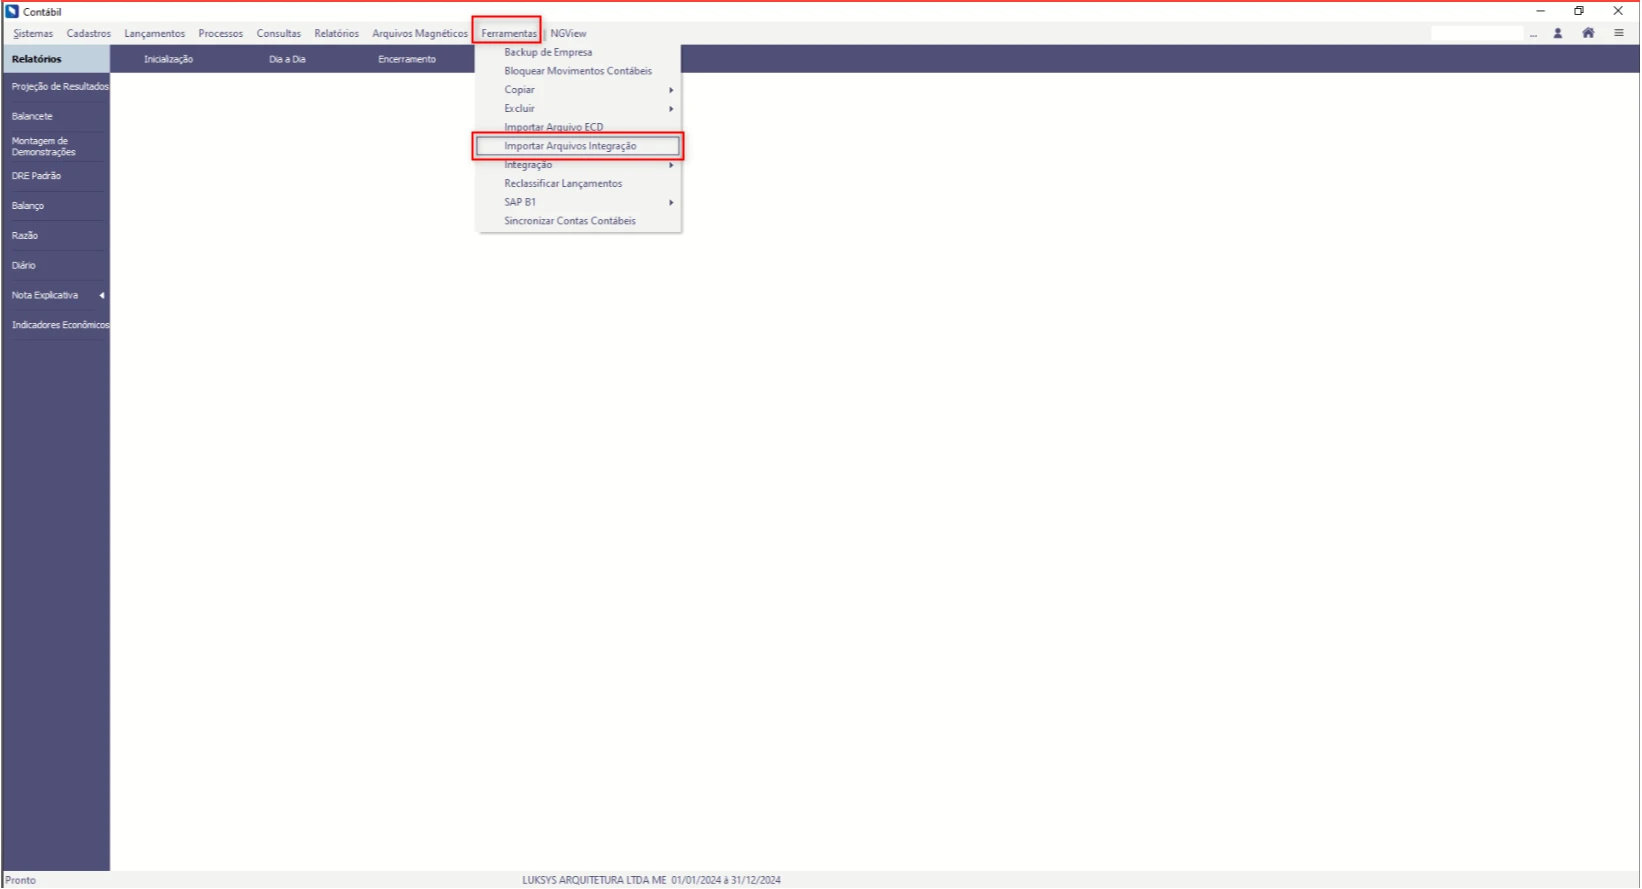 Contábil
Sistemas Cadastros Lançamentos Processos Consultas Relatórios Arquivos Magnéticos Ferramentas NGView
...
Relatórios Inicialização Dia a Dia Encerramento
Backup de Empresa
Bloquear Movimentos Contábeis
Copiar
Excluir
Importar Arquivo ECD
Importar Arquivos Integração
Integração
Reclassificar Lançamentos
SAP B1
Sincronizar Contas Contábeis
Projeção de Resultados
Balancete
Montagem de
Demonstrações
DRE Padrão
Balanço
Razão
Diário
Nota Explicativa
Indicadores Econômicos
Pronto
LUKSYS ARQUITETURA LTDA ME 01/01/2024 à 31/12/2024